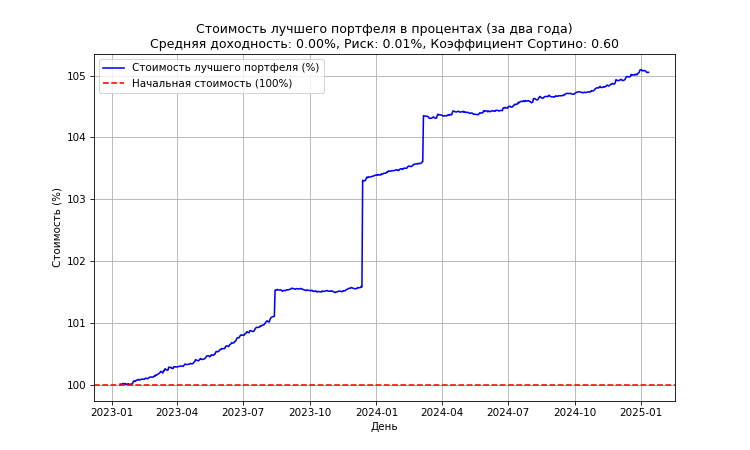 Стоимость лучшего портфеля в процентах (за два года)
Средняя доходность: 0.00%, Риск: 0.01%, Коэффициент Сортино: 0.60
Стоимость лучшего портфеля (%)
Начальная стоимость (100%)
Стоимость (%)
105
104
103
102
101
100
2023-01 2023-04 2023-07 2023-10 2024-01 2024-04 2024-07 2024-10 2025-01
День